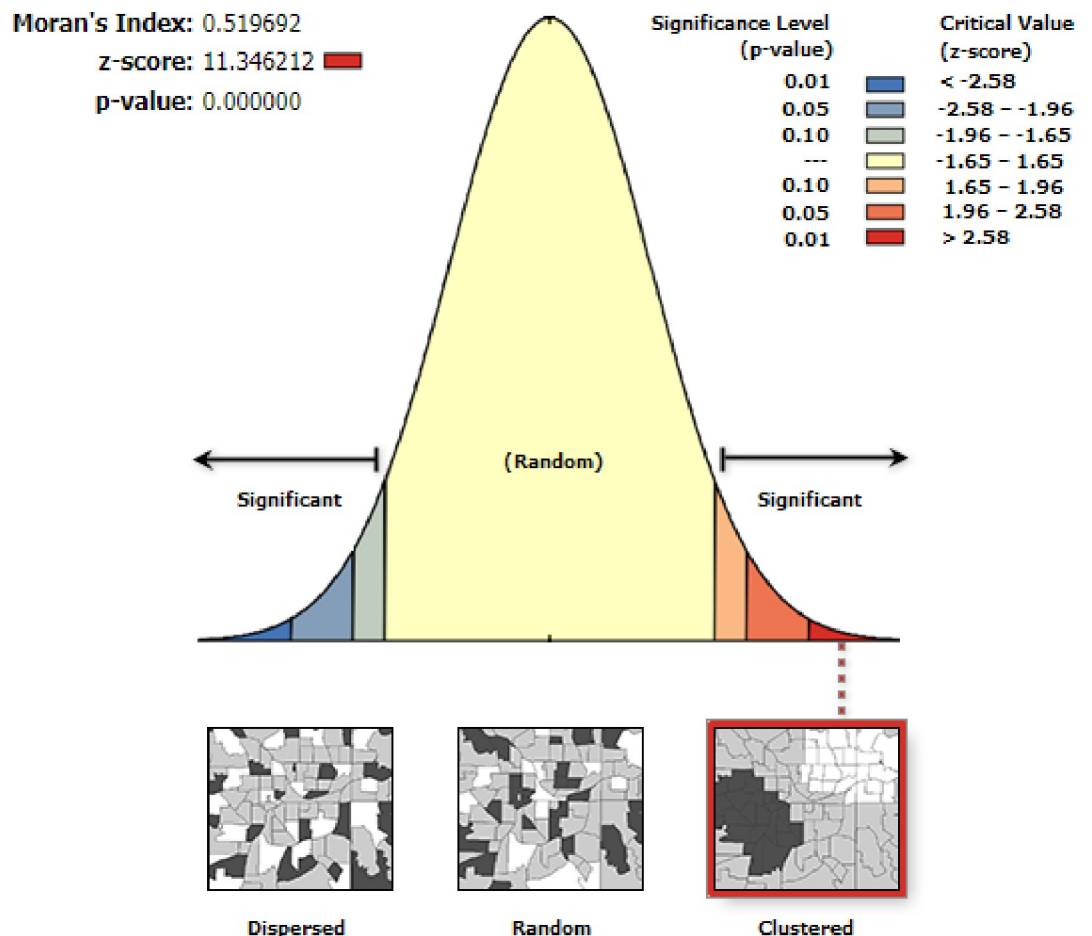 Moran's Index: 0.519692
z-score: 11.346212
p-value: 0.000000
Significance Level
(p-value)
0.01
0.05
0.10
---
0.10
0.05
0.01
Critical Value
(z-score)
< -2.58
-2.58 – -1.96
-1.96 – -1.65
-1.65 – 1.65
1.65 – 1.96
1.96 – 2.58
> 2.58
Significant
(Random)
Significant
Dispersed
Random
Clustered